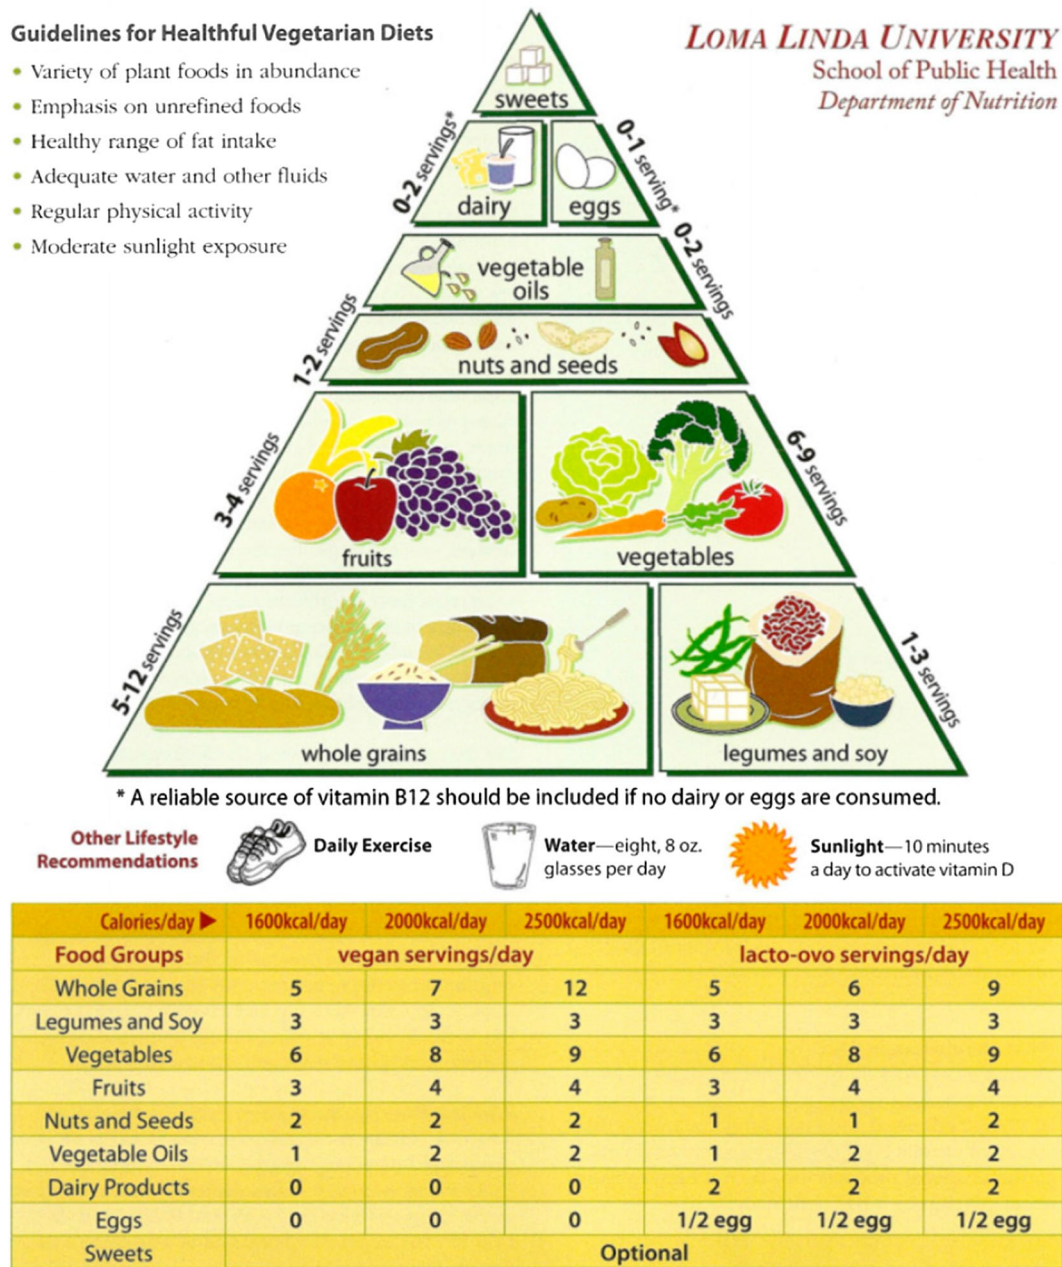 Guidelines for Healthful Vegetarian Diets
• Variety of plant foods in abundance
• Emphasis on unrefined foods
• Healthy range of fat intake
• Adequate water and other fluids
• Regular physical activity
• Moderate sunlight exposure
LOMA LINDA UNIVERSITY
School of Public Health
Department of Nutrition
sweets
0-2 servings*
dairy
eggs
0-1 serving*
vegetable
oils
0-2 servings
1-2 servings
nuts and seeds
3-4 servings
fruits
vegetables
6-9 servings
5-12 servings
whole grains
legumes and soy
1-3 servings
* A reliable source of vitamin B12 should be included if no dairy or eggs are consumed.
Other Lifestyle
Recommendations
Daily Exercise
Water—eight, 8 oz.
glasses per day
Sunlight—10 minutes
a day to activate vitamin D
Calories/day ▶ 1600kcal/day 2000kcal/day 2500kcal/day 1600kcal/day 2000kcal/day 2500kcal/day
Food Groups vegan servings/day lacto-ovo servings/day
Whole Grains 5 7 12 5 6 9
Legumes and Soy 3 3 3 3 3 3
Vegetables 6 8 9 6 8 9
Fruits 3 4 4 3 4 4
Nuts and Seeds 2 2 2 1 1 2
Vegetable Oils 1 2 2 1 2 2
Dairy Products 0 0 0 2 2 2
Eggs 0 0 0 1/2 egg 1/2 egg 1/2 egg
Sweets Optional